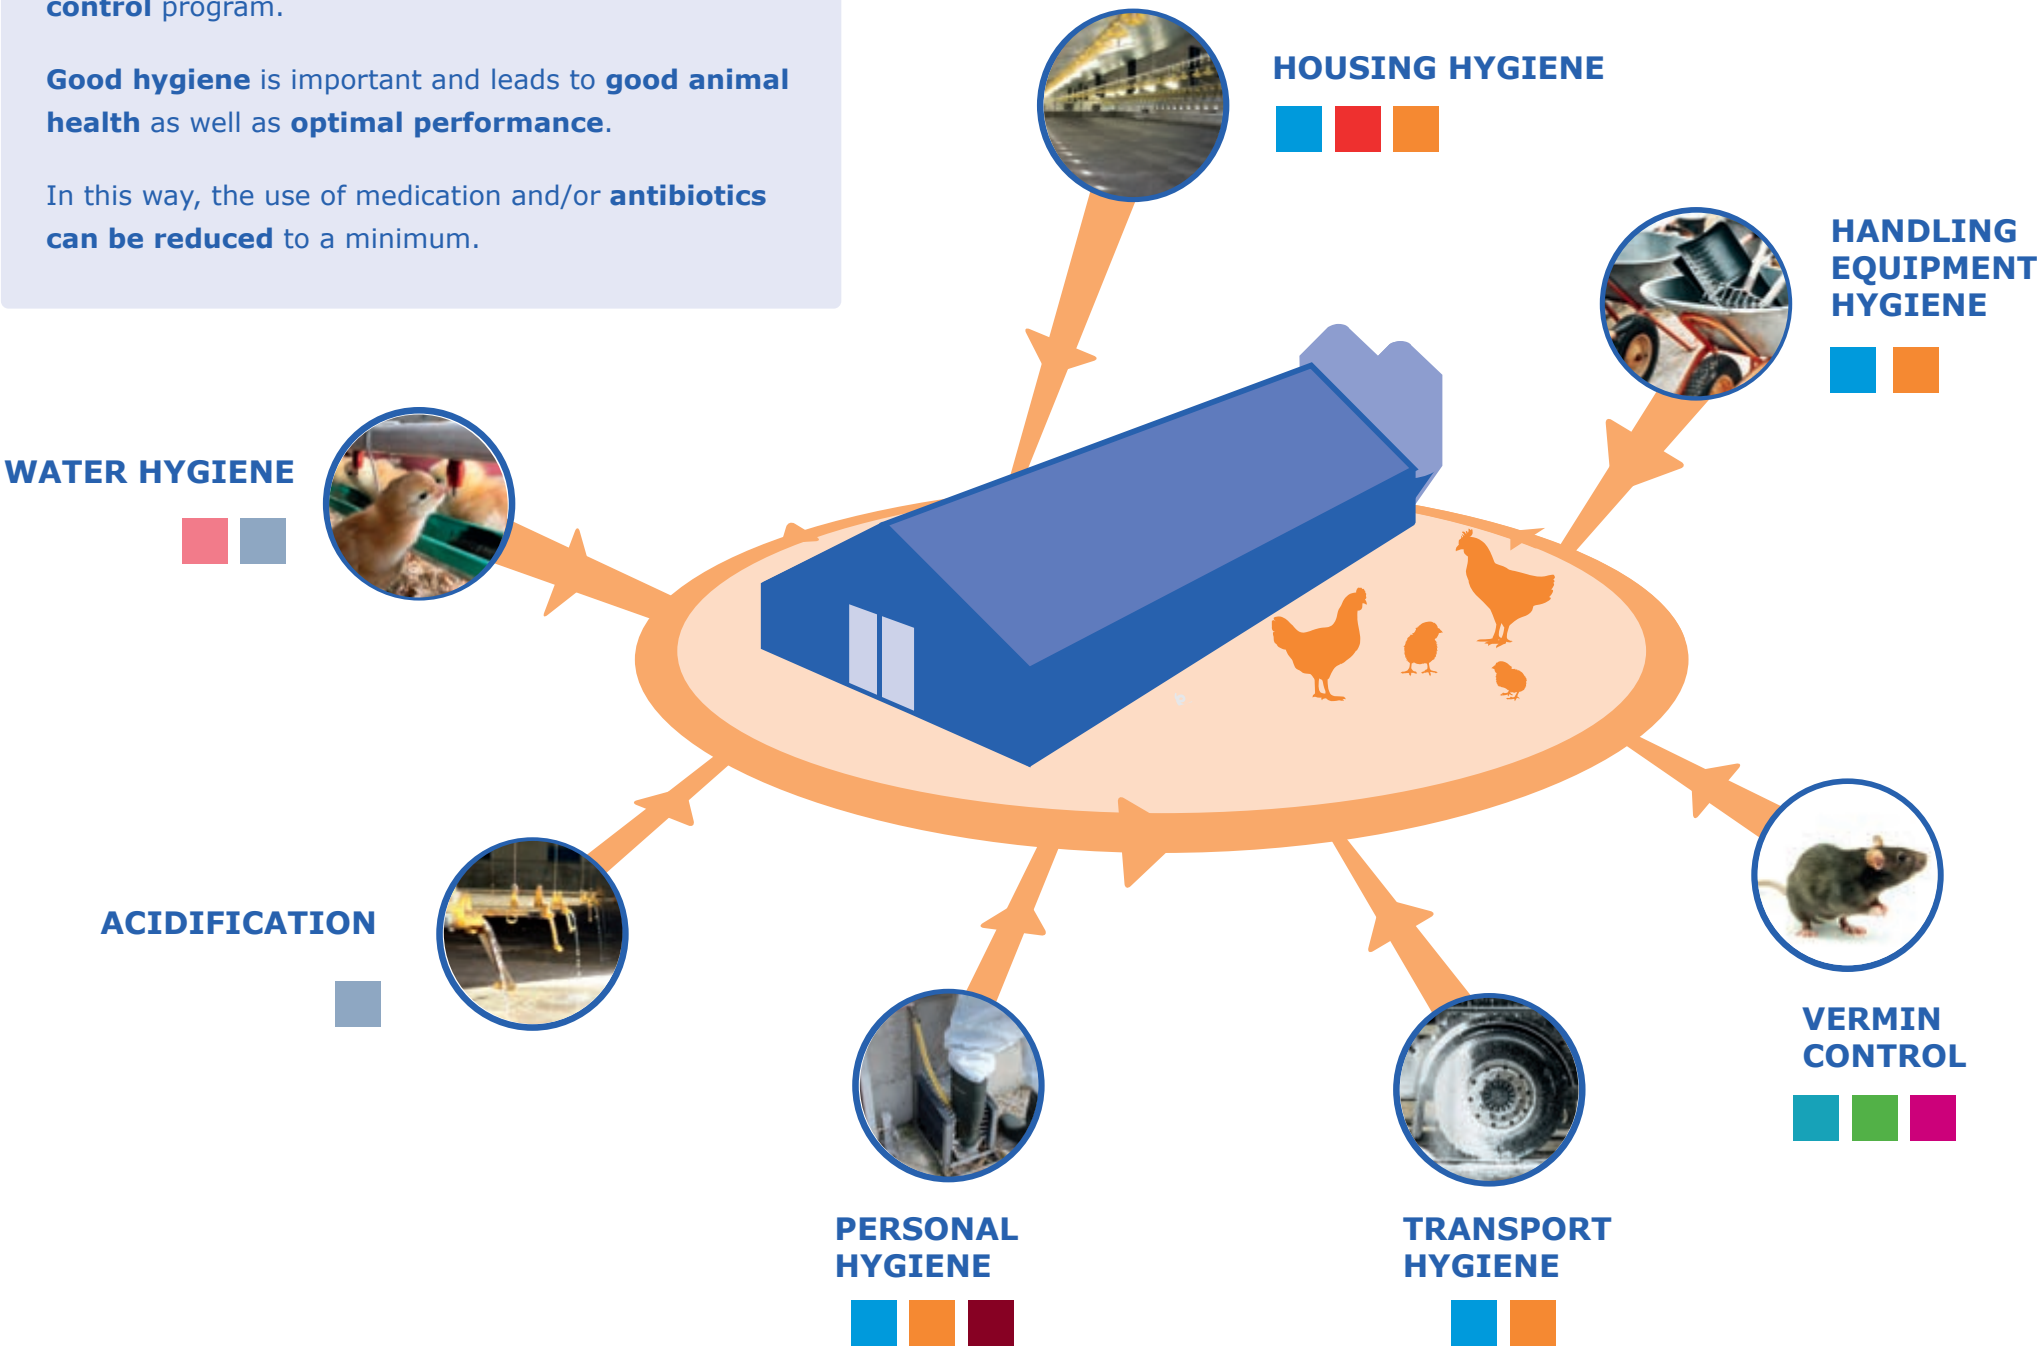 control program.
Good hygiene is important and leads to good animal
health as well as optimal performance.
In this way, the use of medication and/or antibiotics
can be reduced to a minimum.
HOUSING HYGIENE
HANDLING
EQUIPMENT
HYGIENE
WATER HYGIENE
ACIDIFICATION
VERMIN
CONTROL
PERSONAL
HYGIENE
TRANSPORT
HYGIENE